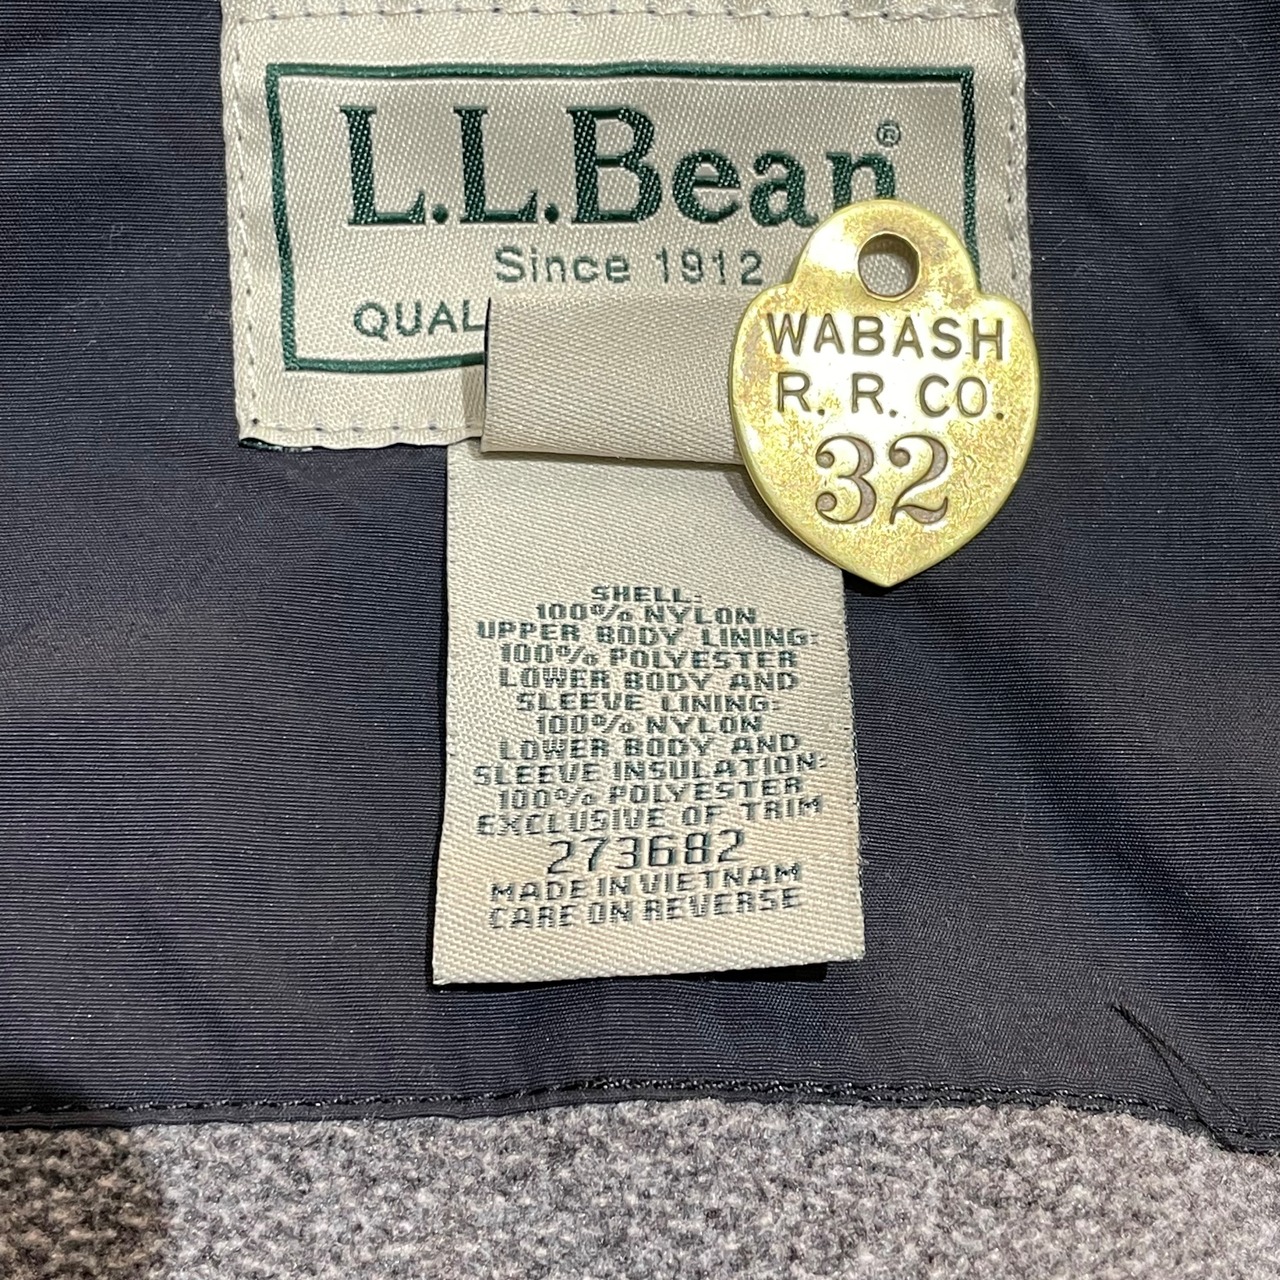 L.L.Bean®
Since 1912
QUAL
WABASH
R. R. CO.
32
SHELL:
100% NYLON
UPPER BODY LINING:
100% POLYESTER
LOWER BODY AND
SLEEVE LINING:
100% NYLON
LOWER BODY AND
SLEEVE INSULATION:
100% POLYESTER
EXCLUSIVE OF TRIM
273682
MADE IN VIETNAM
CARE ON REVERSE